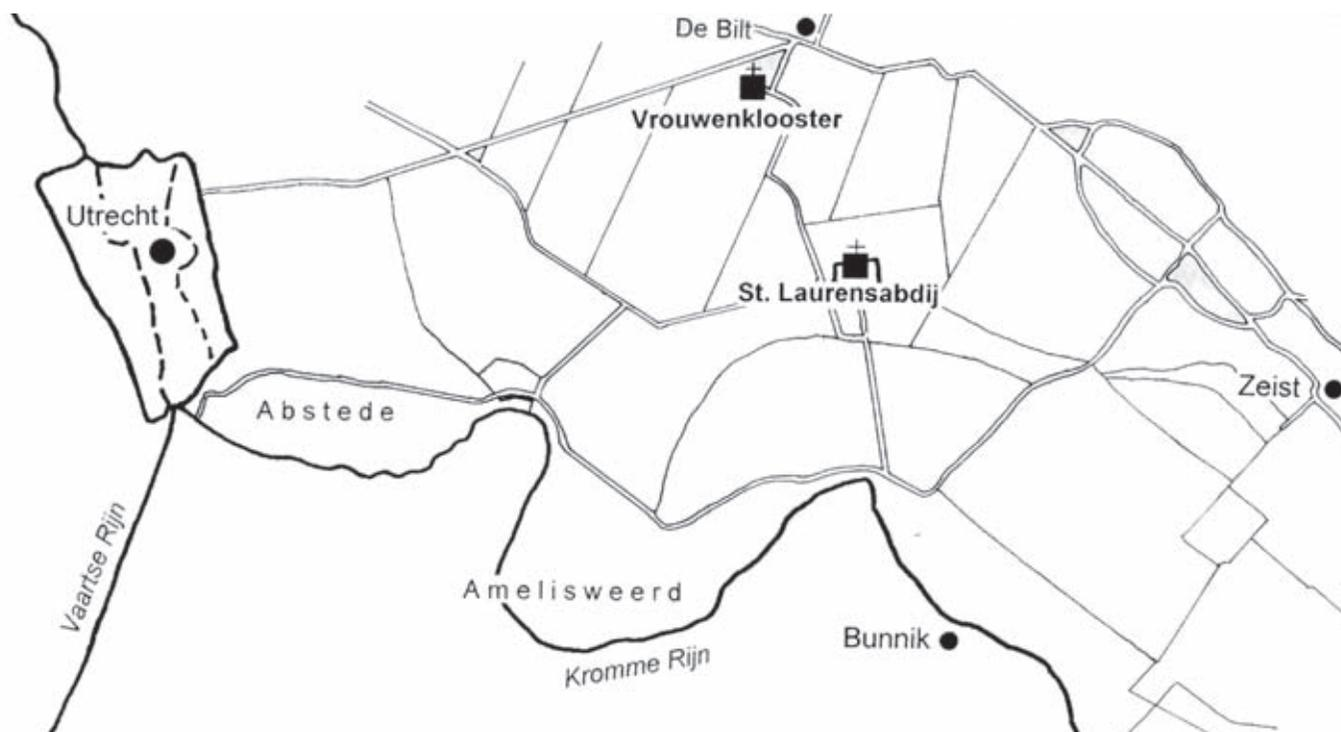 De Bilt
Vrouwenklooster
Utrecht
St. Laurensabdij
Zeist
Abstede
Vaartse Rijn
Amelisweerd
Bunnik
Kromme Rijn